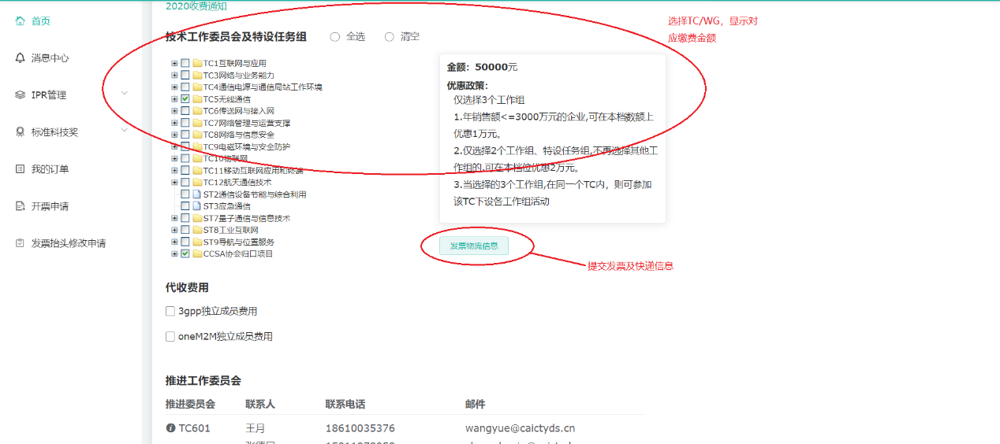 2020收费通知
首页
消息中心
IPR管理
标准科技奖
我的订单
开票申请
发票抬头修改申请
技术工作委员会及特设任务组
全选
清空
TC1互联网与应用
TC3网络与业务能力
TC4通信电源与通信局站工作环境
TC5无线通信
TC6传送网与接入网
TC7网络管理与运营支撑
TC8网络与信息安全
TC9电磁环境与安全防护
TC10物联网
TC11移动互联网应用和终端
TC12航天通信技术
ST2通信设备节能与综合利用
ST3应急通信
ST7量子通信与信息技术
ST8工业互联网
ST9导航与位置服务
CCSA协会归口项目
金额：50000元
优惠政策：
仅选择3个工作组
1.年销售额<=3000万元的企业,可在本档数额上
优惠1万元。
2.仅选择2个工作组、特设任务组,不再选择其他工
作组的,可在本档位优惠2万元。
3.当选择的3个工作组,在同一个TC内，则可参加
该TC下设各工作组活动
发票物流信息
选择TC/WG，显示对
应缴费金额
提交发票及快递信息
代收费用
3gpp独立成员费用
oneM2M独立成员费用
推进工作委员会
推进委员会 联系人 联系电话 邮件
TC601 王月 18610035376 wangyue@caictyds.cn